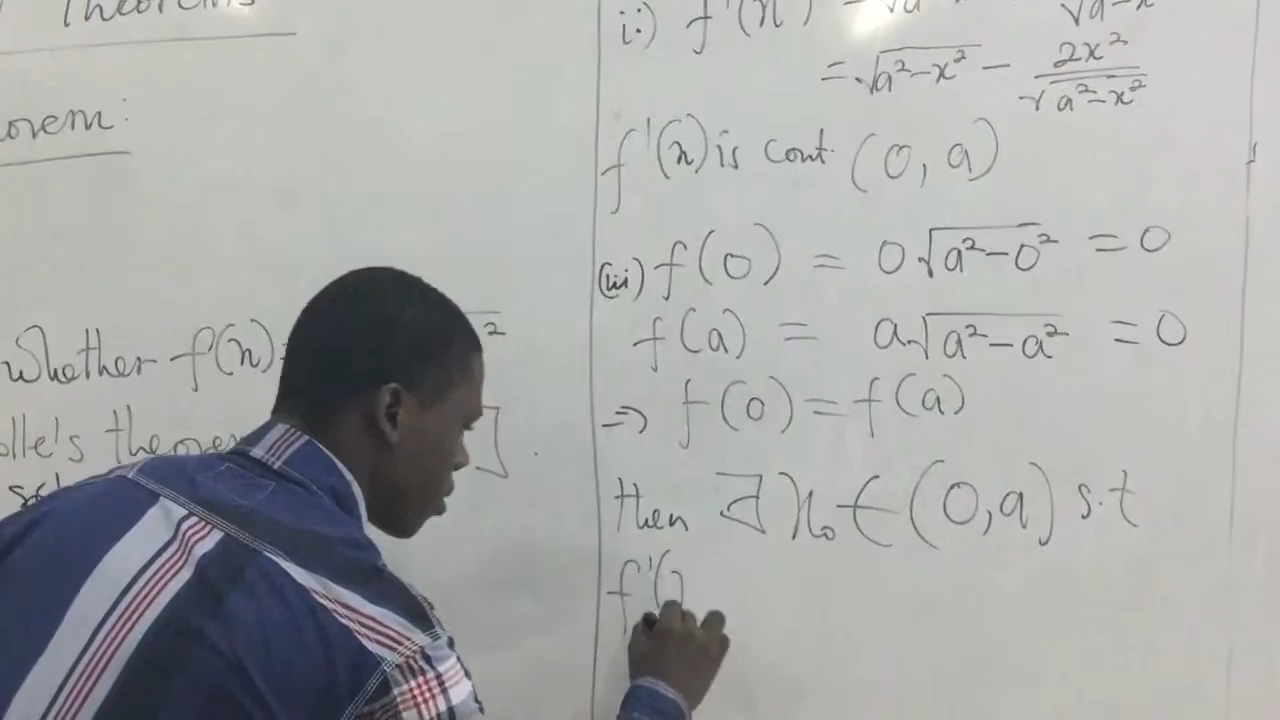 Theorems
orem:
Whether f(x)
olle's theorem
ii) f'(x)
= √a²-x² - 2x²/√a²-x²
f'(x) is cont. (0, a)
(iii) f(0) = 0√a²-0² = 0
f(a) = a√a²-a² = 0
⇒ f(0) = f(a)
then ∃ x₀ ∈ (0, a) s.t
f'(